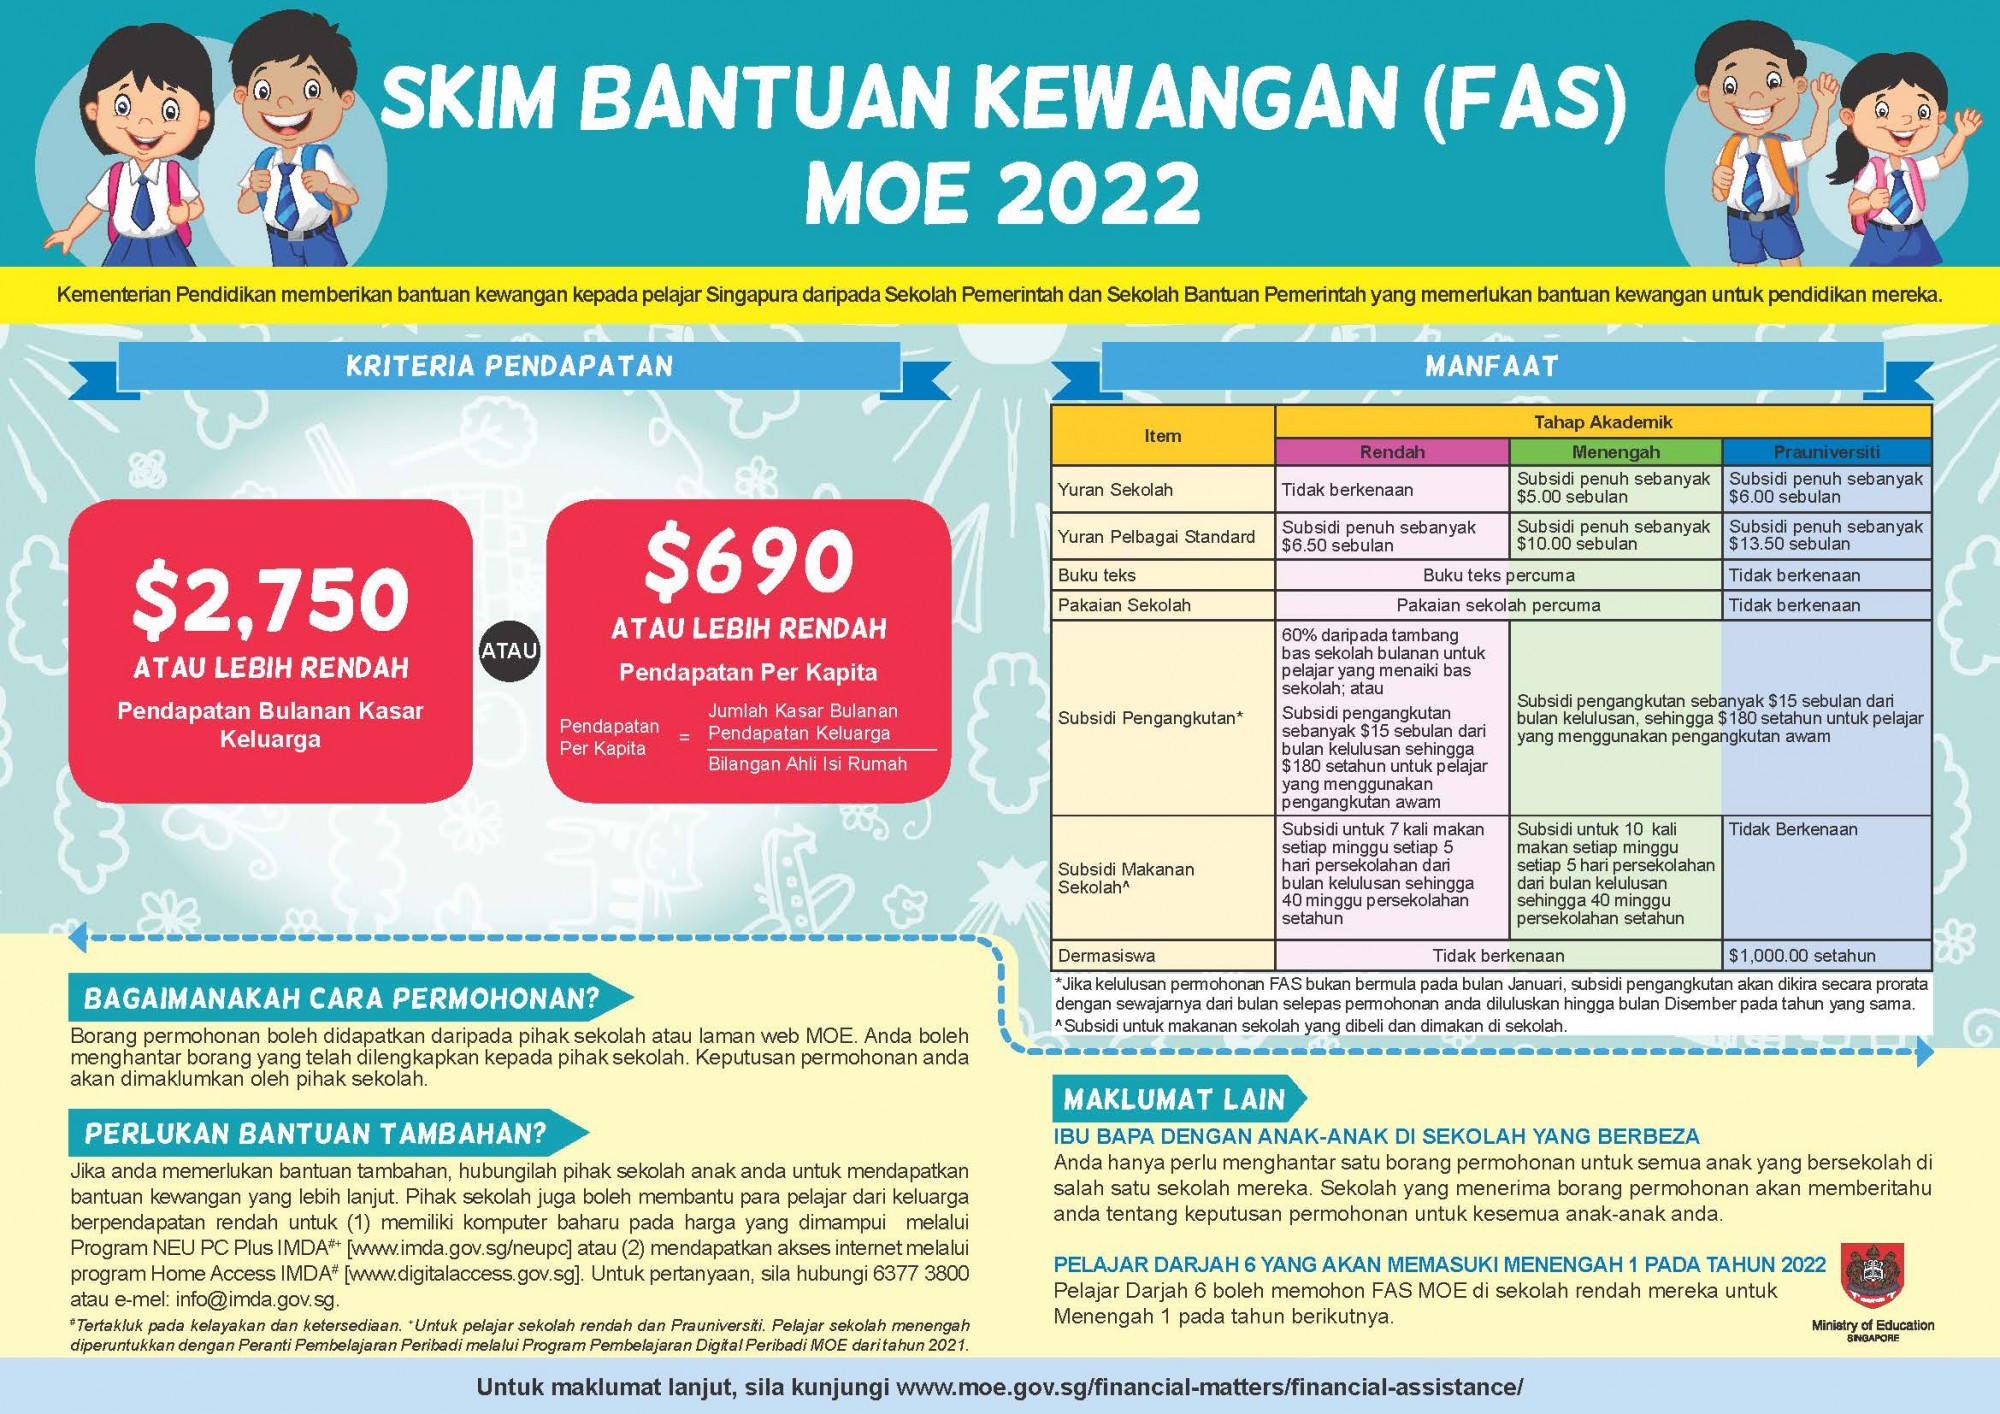 SKIM BANTUAN KEWANGAN (FAS)
MOE 2022
Kementerian Pendidikan memberikan bantuan kewangan kepada pelajar Singapura daripada Sekolah Pemerintah dan Sekolah Bantuan Pemerintah yang memerlukan bantuan kewangan untuk pendidikan mereka.
KRITERIA PENDAPATAN
$2,750
ATAU LEBIH RENDAH
Pendapatan Bulanan Kasar
Keluarga
ATAU
$690
ATAU LEBIH RENDAH
Pendapatan Per Kapita
Pendapatan
Per Kapita
=
Jumlah Kasar Bulanan
Pendapatan Keluarga
Bilangan Ahli Isi Rumah
MANFAAT
Item
Tahap Akademik
Rendah
Menengah
Prauniversiti
Yuran Sekolah
Tidak berkenaan
Subsidi penuh sebanyak
$5.00 sebulan
Subsidi penuh sebanyak
$6.00 sebulan
Yuran Pelbagai Standard
Subsidi penuh sebanyak
$6.50 sebulan
Subsidi penuh sebanyak
$10.00 sebulan
Subsidi penuh sebanyak
$13.50 sebulan
Buku teks
Buku teks percuma
Tidak berkenaan
Pakaian Sekolah
Pakaian sekolah percuma
Tidak berkenaan
Subsidi Pengangkutan*
60% daripada tambang
bas sekolah bulanan untuk
pelajar yang menaiki bas
sekolah; atau
Subsidi pengangkutan
sebanyak $15 sebulan dari
bulan kelulusan sehingga
$180 setahun untuk pelajar
yang menggunakan
pengangkutan awam
Subsidi pengangkutan sebanyak $15 sebulan dari
bulan kelulusan, sehingga $180 setahun untuk pelajar
yang menggunakan pengangkutan awam
Subsidi Makanan
Sekolah^
Subsidi untuk 7 kali makan
setiap minggu setiap 5
hari persekolahan dari
bulan kelulusan sehingga
40 minggu persekolahan
setahun
Subsidi untuk 10 kali
makan setiap minggu
setiap 5 hari persekolahan
dari bulan kelulusan
sehingga 40 minggu
persekolahan setahun
Tidak Berkenaan
Dermasiswa
Tidak berkenaan
$1,000.00 setahun
*Jika kelulusan permohonan FAS bukan bermula pada bulan Januari, subsidi pengangkutan akan dikira secara prorata
dengan sewajarnya dari bulan selepas permohonan anda diluluskan hingga bulan Disember pada tahun yang sama.
^Subsidi untuk makanan sekolah yang dibeli dan dimakan di sekolah.
BAGAIMANAKAH CARA PERMOHONAN?
Borang permohonan boleh didapatkan daripada pihak sekolah atau laman web MOE. Anda boleh
menghantar borang yang telah dilengkapkan kepada pihak sekolah. Keputusan permohonan anda
akan dimaklumkan oleh pihak sekolah.
PERLUKAN BANTUAN TAMBAHAN?
Jika anda memerlukan bantuan tambahan, hubungilah pihak sekolah anak anda untuk mendapatkan
bantuan kewangan yang lebih lanjut. Pihak sekolah juga boleh membantu para pelajar dari keluarga
berpendapatan rendah untuk (1) memiliki komputer baharu pada harga yang dimampui melalui
Program NEU PC Plus IMDA#+ [www.imda.gov.sg/neupc] atau (2) mendapatkan akses internet melalui
program Home Access IMDA# [www.digitalaccess.gov.sg]. Untuk pertanyaan, sila hubungi 6377 3800
atau e-mel: info@imda.gov.sg.
#Tertakluk pada kelayakan dan ketersediaan. +Untuk pelajar sekolah rendah dan Prauniversiti. Pelajar sekolah menengah
diperuntukkan dengan Peranti Pembelajaran Peribadi melalui Program Pembelajaran Digital Peribadi MOE dari tahun 2021.
MAKLUMAT LAIN
IBU BAPA DENGAN ANAK-ANAK DI SEKOLAH YANG BERBEZA
Anda hanya perlu menghantar satu borang permohonan untuk semua anak yang bersekolah di
salah satu sekolah mereka. Sekolah yang menerima borang permohonan akan memberitahu
anda tentang keputusan permohonan untuk kesemua anak-anak anda.
PELAJAR DARJAH 6 YANG AKAN MEMASUKI MENENGAH 1 PADA TAHUN 2022
Pelajar Darjah 6 boleh memohon FAS MOE di sekolah rendah mereka untuk
Menengah 1 pada tahun berikutnya.
Ministry of Education
SINGAPORE
Untuk maklumat lanjut, sila kunjungi www.moe.gov.sg/financial-matters/financial-assistance/